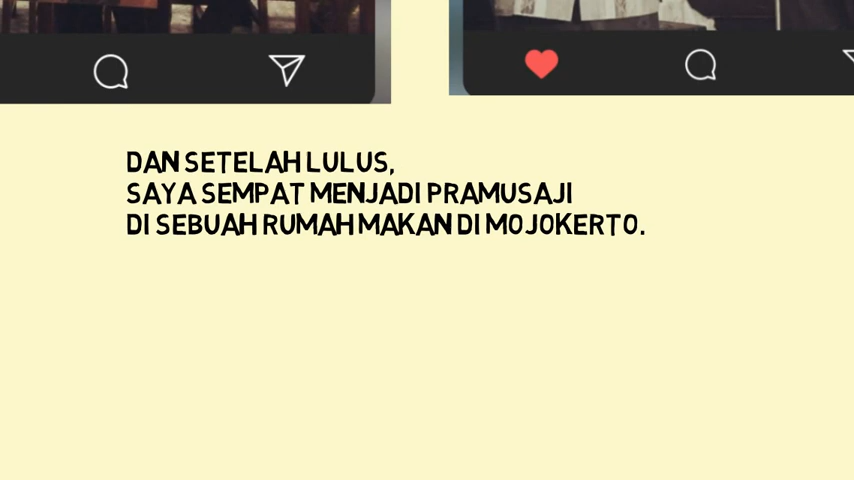 DAN SETELAH LULUS,
SAYA SEMPAT MENJADI PRAMUSAJI
DI SEBUAH RUMAH MAKAN DI MOJOKERTO.